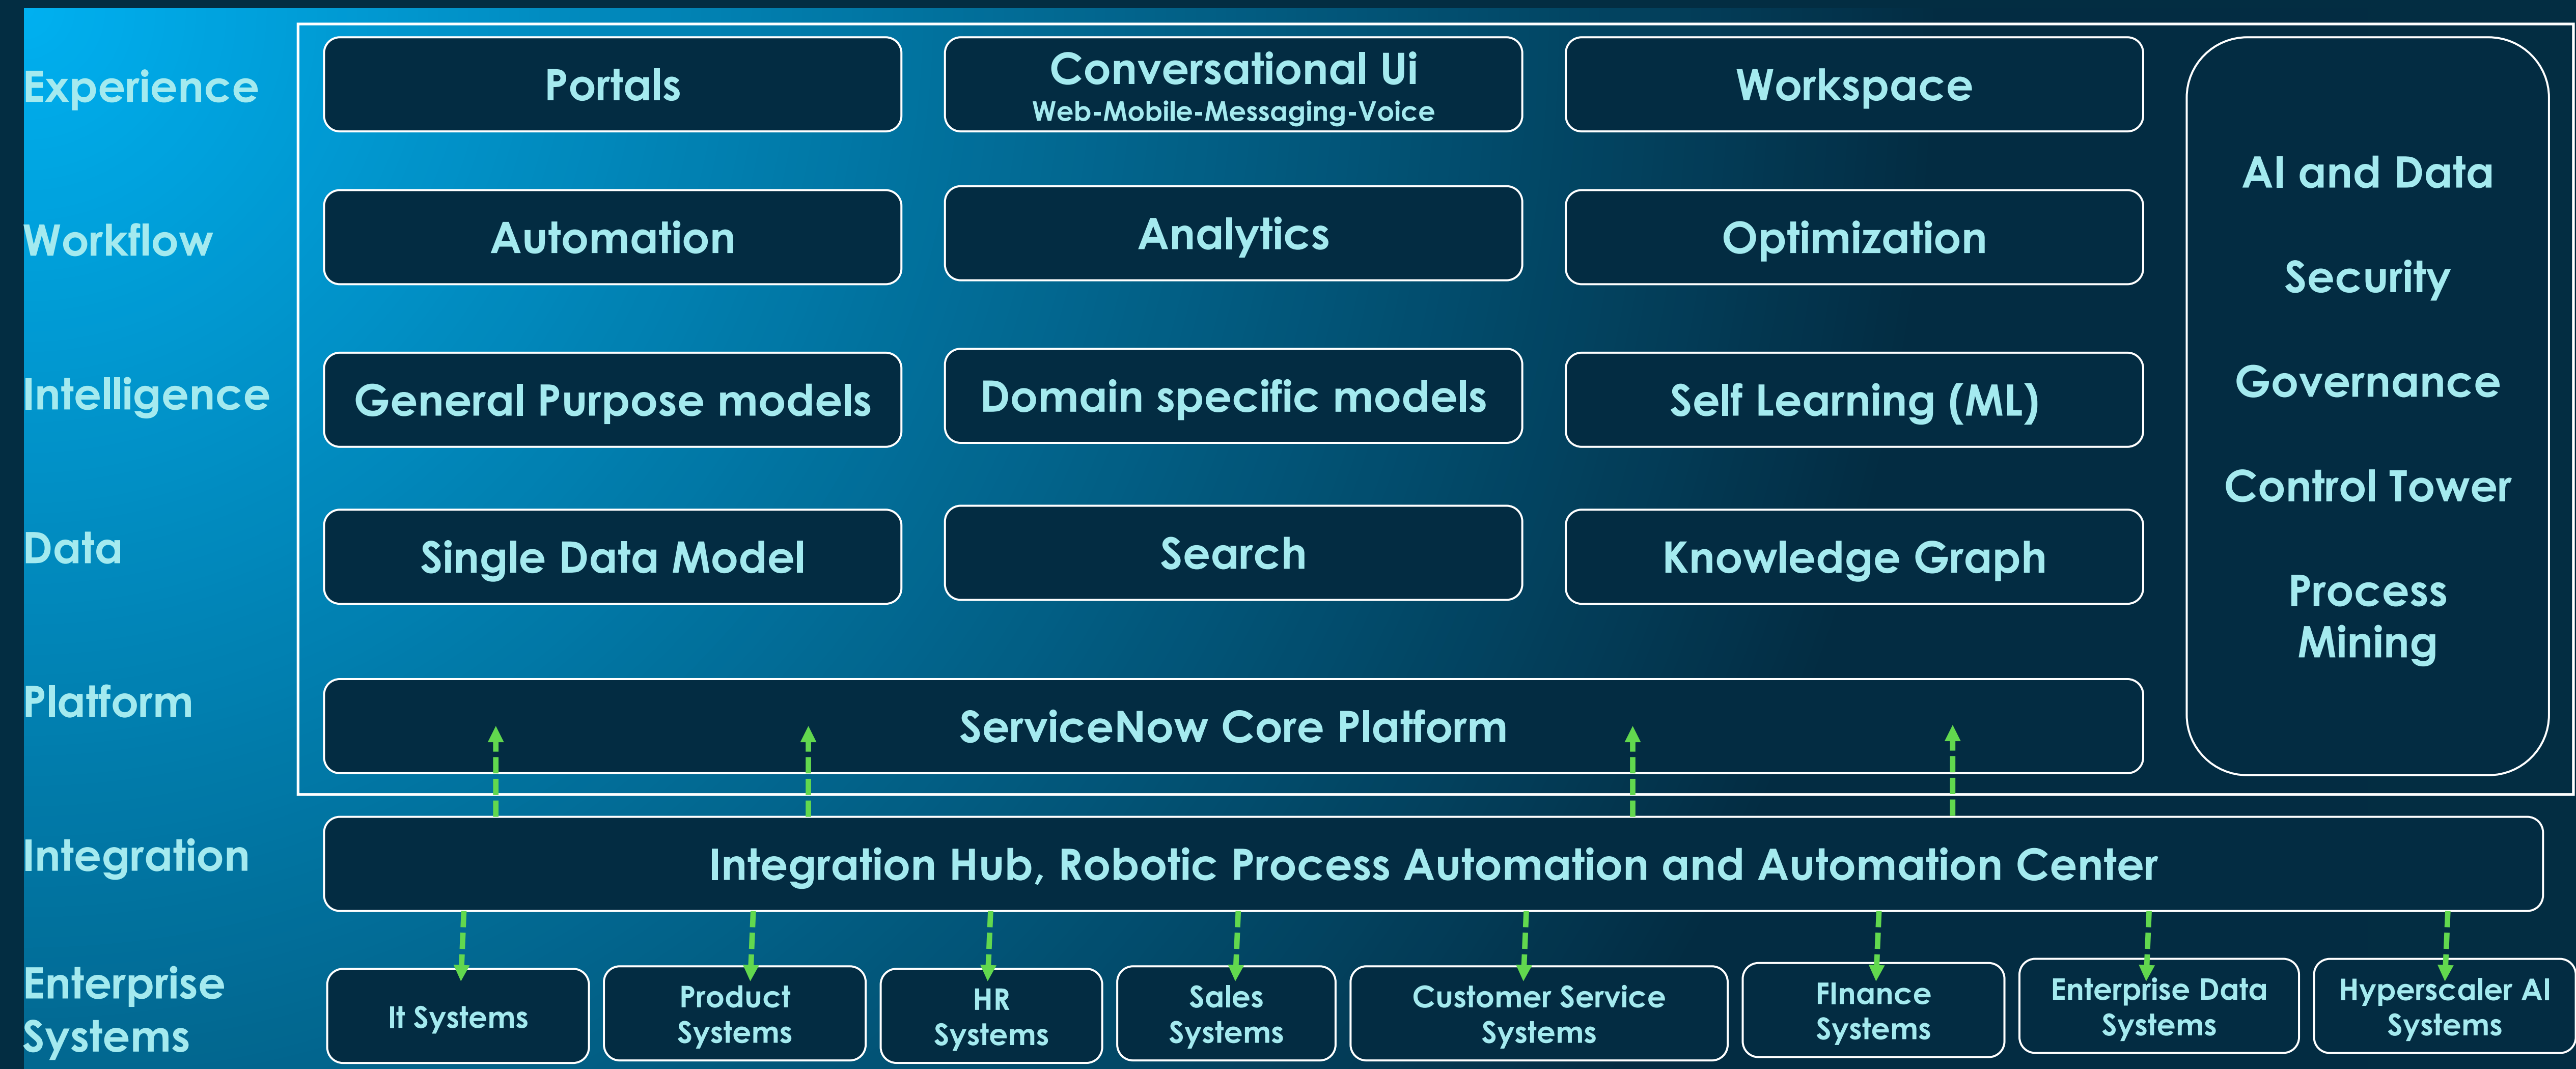 Experience
Portals
Conversational Ui
Web-Mobile-Messaging-Voice
Workspace
Workflow
Automation
Analytics
Optimization
Intelligence
General Purpose models
Domain specific models
Self Learning (ML)
Data
Single Data Model
Search
Knowledge Graph
Platform
ServiceNow Core Platform
AI and Data
Security
Governance
Control Tower
Process
Mining
Integration
Integration Hub, Robotic Process Automation and Automation Center
Enterprise
Systems
It Systems
Product
Systems
HR
Systems
Sales
Systems
Customer Service
Systems
FInance
Systems
Enterprise Data
Systems
Hyperscaler AI
Systems